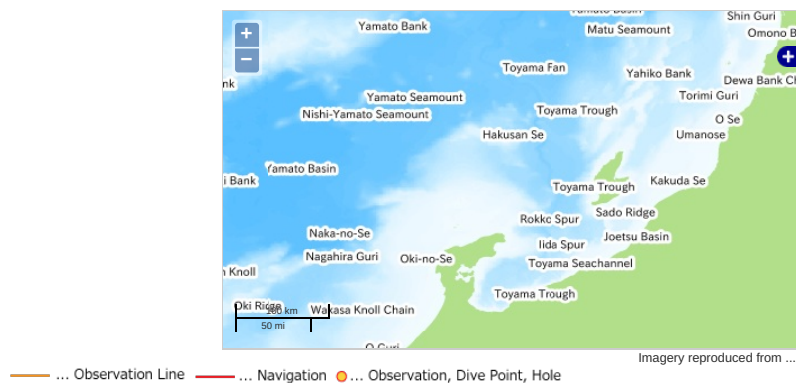 Yamato Bank
Shin Guri
Matu Seamount
Omono B
Toyama Fan
Yahiko Bank
Dewa Bank Ch
nk
Yamato Seamount
Torimi Guri
Nishi-Yamato Seamount
Toyama Trough
O Se
Hakusan Se
Umanose
Yamato Basin
i Bank
Toyama Trough
Kakuda Se
Rokko Spur
Sado Ridge
Naka-no-Se
Joetsu Basin
Iida Spur
Nagahira Guri
Oki-no-Se
Toyama Seachannel
n Knoll
Toyama Trough
Oki Ridge
100 km
Wakasa Knoll Chain
50 mi
O Guri
Imagery reproduced from ...
... Observation Line
... Navigation
... Observation, Dive Point, Hole